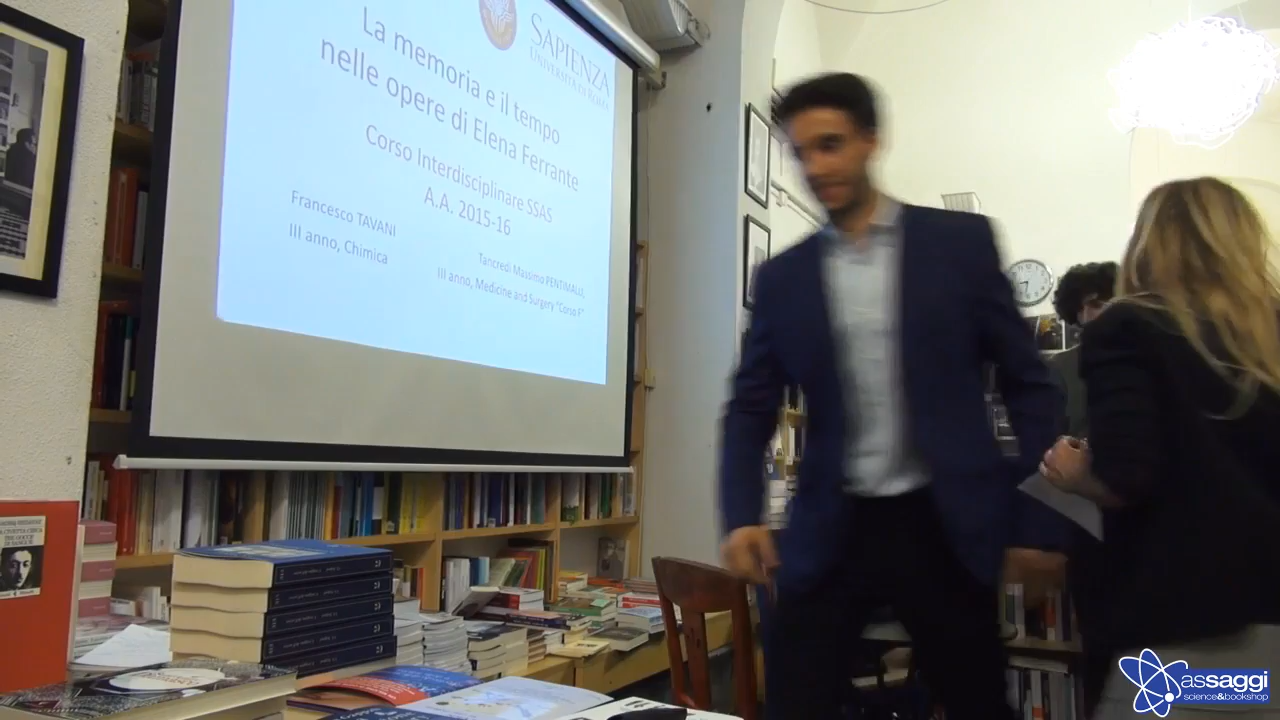 SAPIENZA
UNIVERSITÀ DI ROMA
La memoria e il tempo
nelle opere di Elena Ferrante
Corso Interdisciplinare SSAS
A.A. 2015-16
Francesco TAVANI
III anno, Chimica
Tancredi Massimo PENTIMALLI,
III anno, Medicine and Surgery "Corso F"
assaggi
science&bookshop